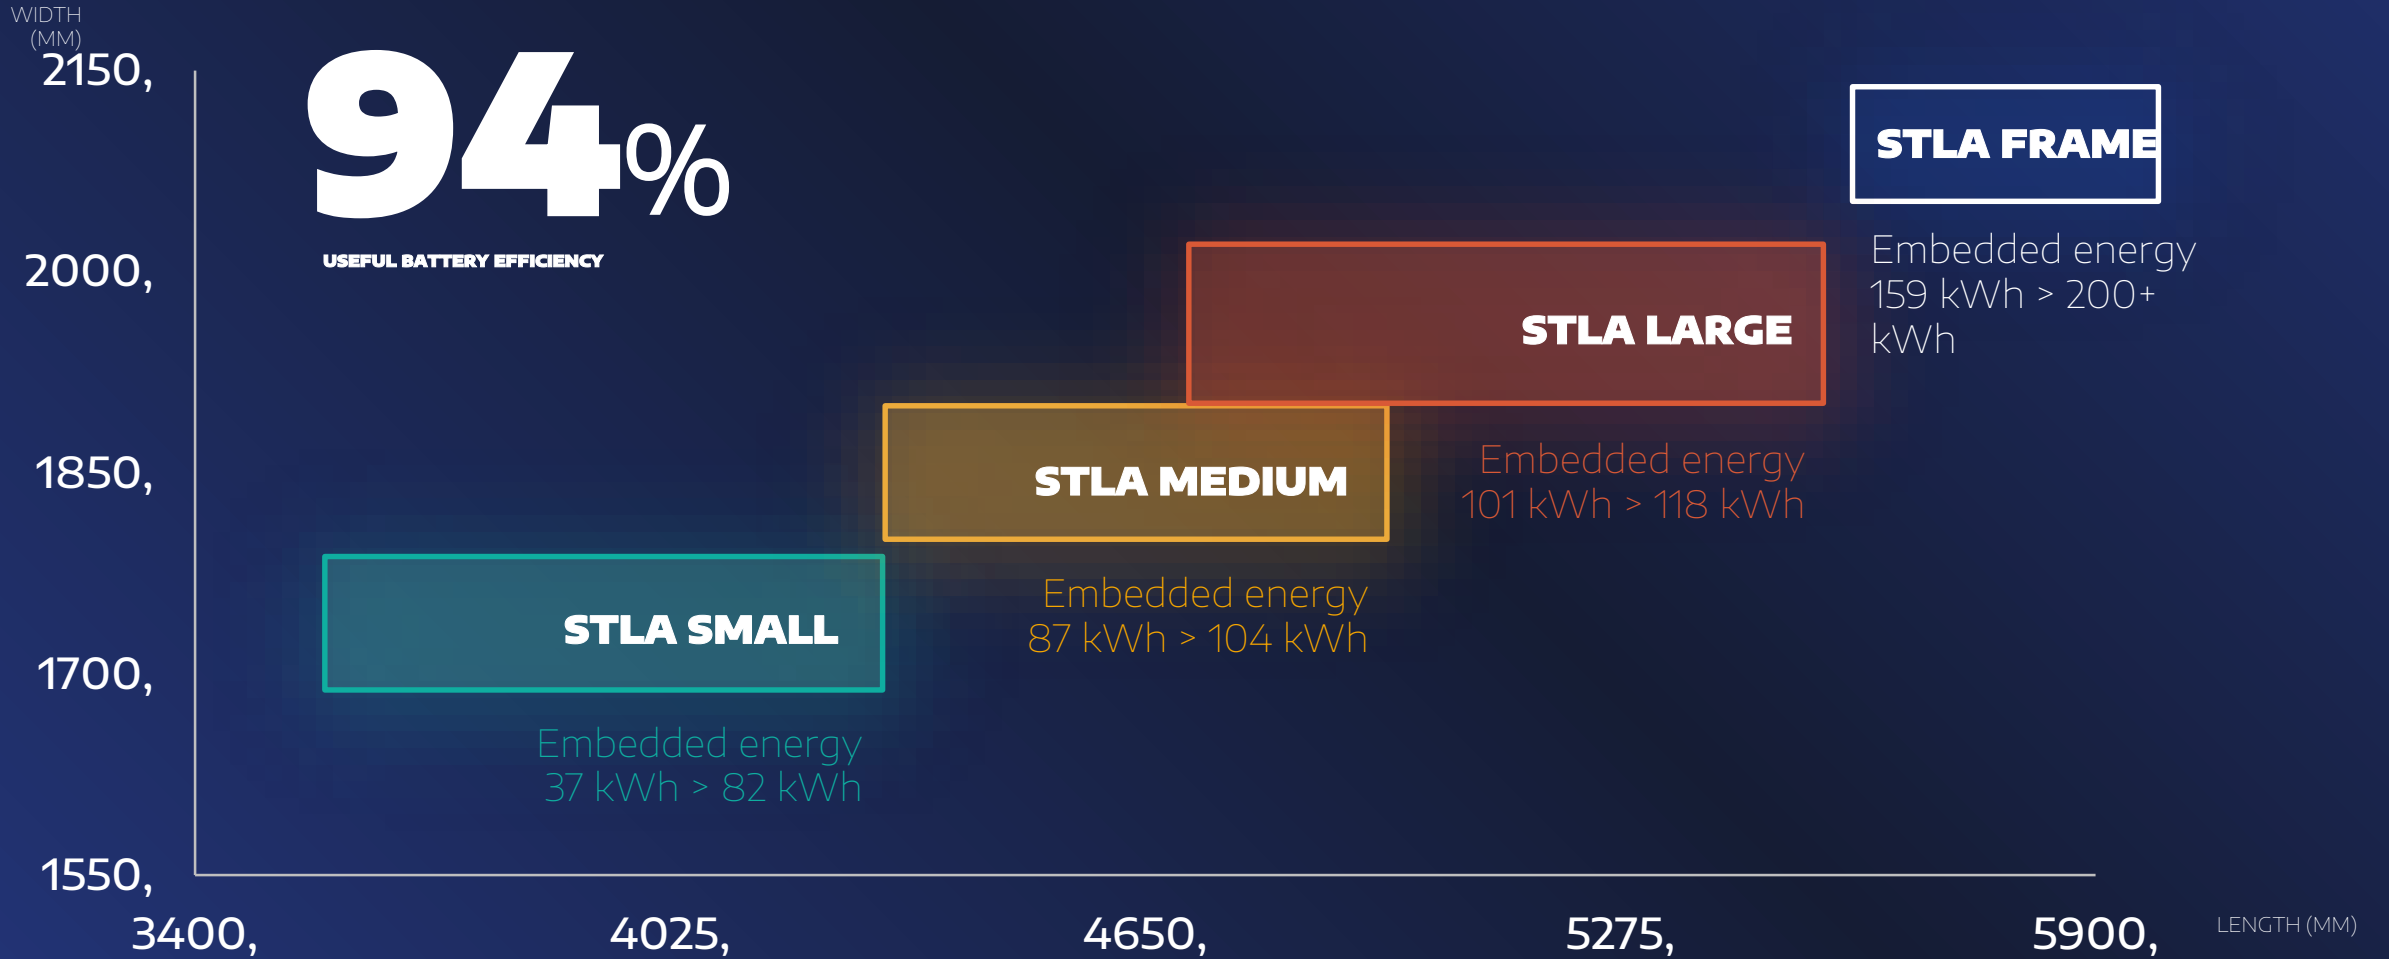 WIDTH
(MM)
2150,
94%
USEFUL BATTERY EFFICIENCY
STLA FRAME
Embedded energy
159 kWh > 200+
kWh
2000,
STLA LARGE
Embedded energy
101 kWh > 118 kWh
1850,
STLA MEDIUM
Embedded energy
87 kWh > 104 kWh
1700,
STLA SMALL
Embedded energy
37 kWh > 82 kWh
1550,
3400,
4025,
4650,
5275,
5900,
LENGTH (MM)